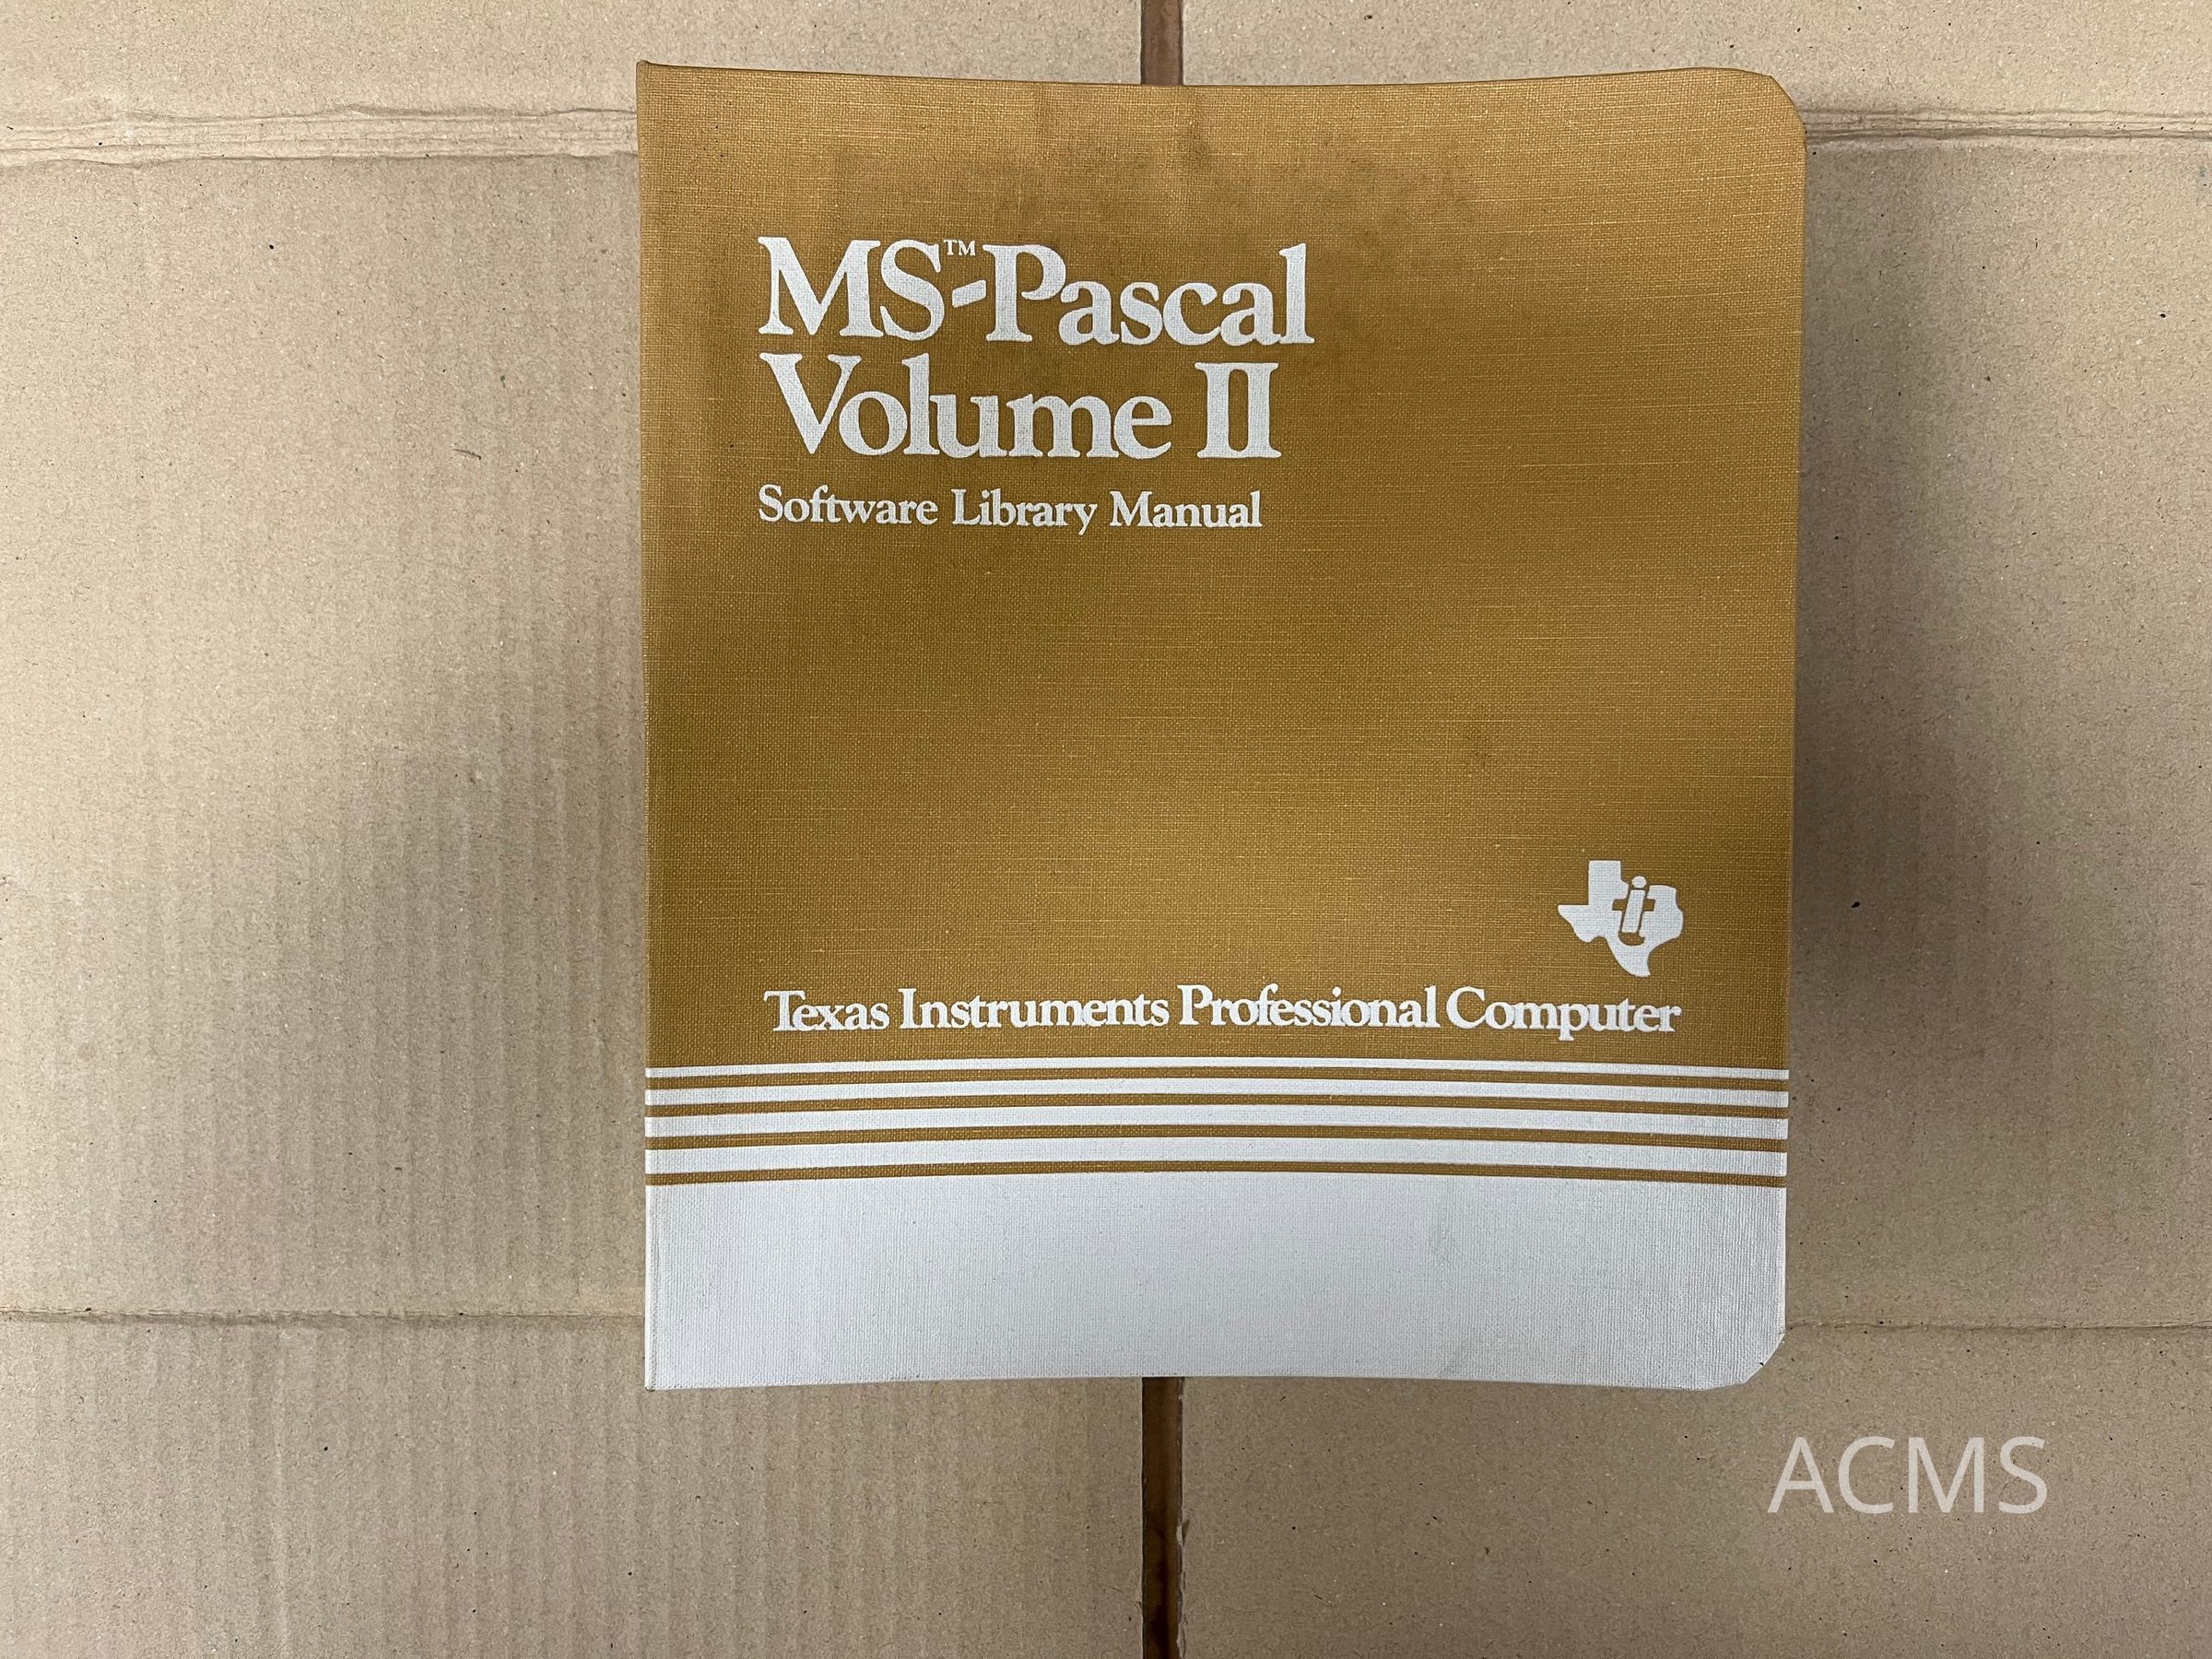 MS™-Pascal
Volume II
Software Library Manual
Texas Instruments Professional Computer
ACMS